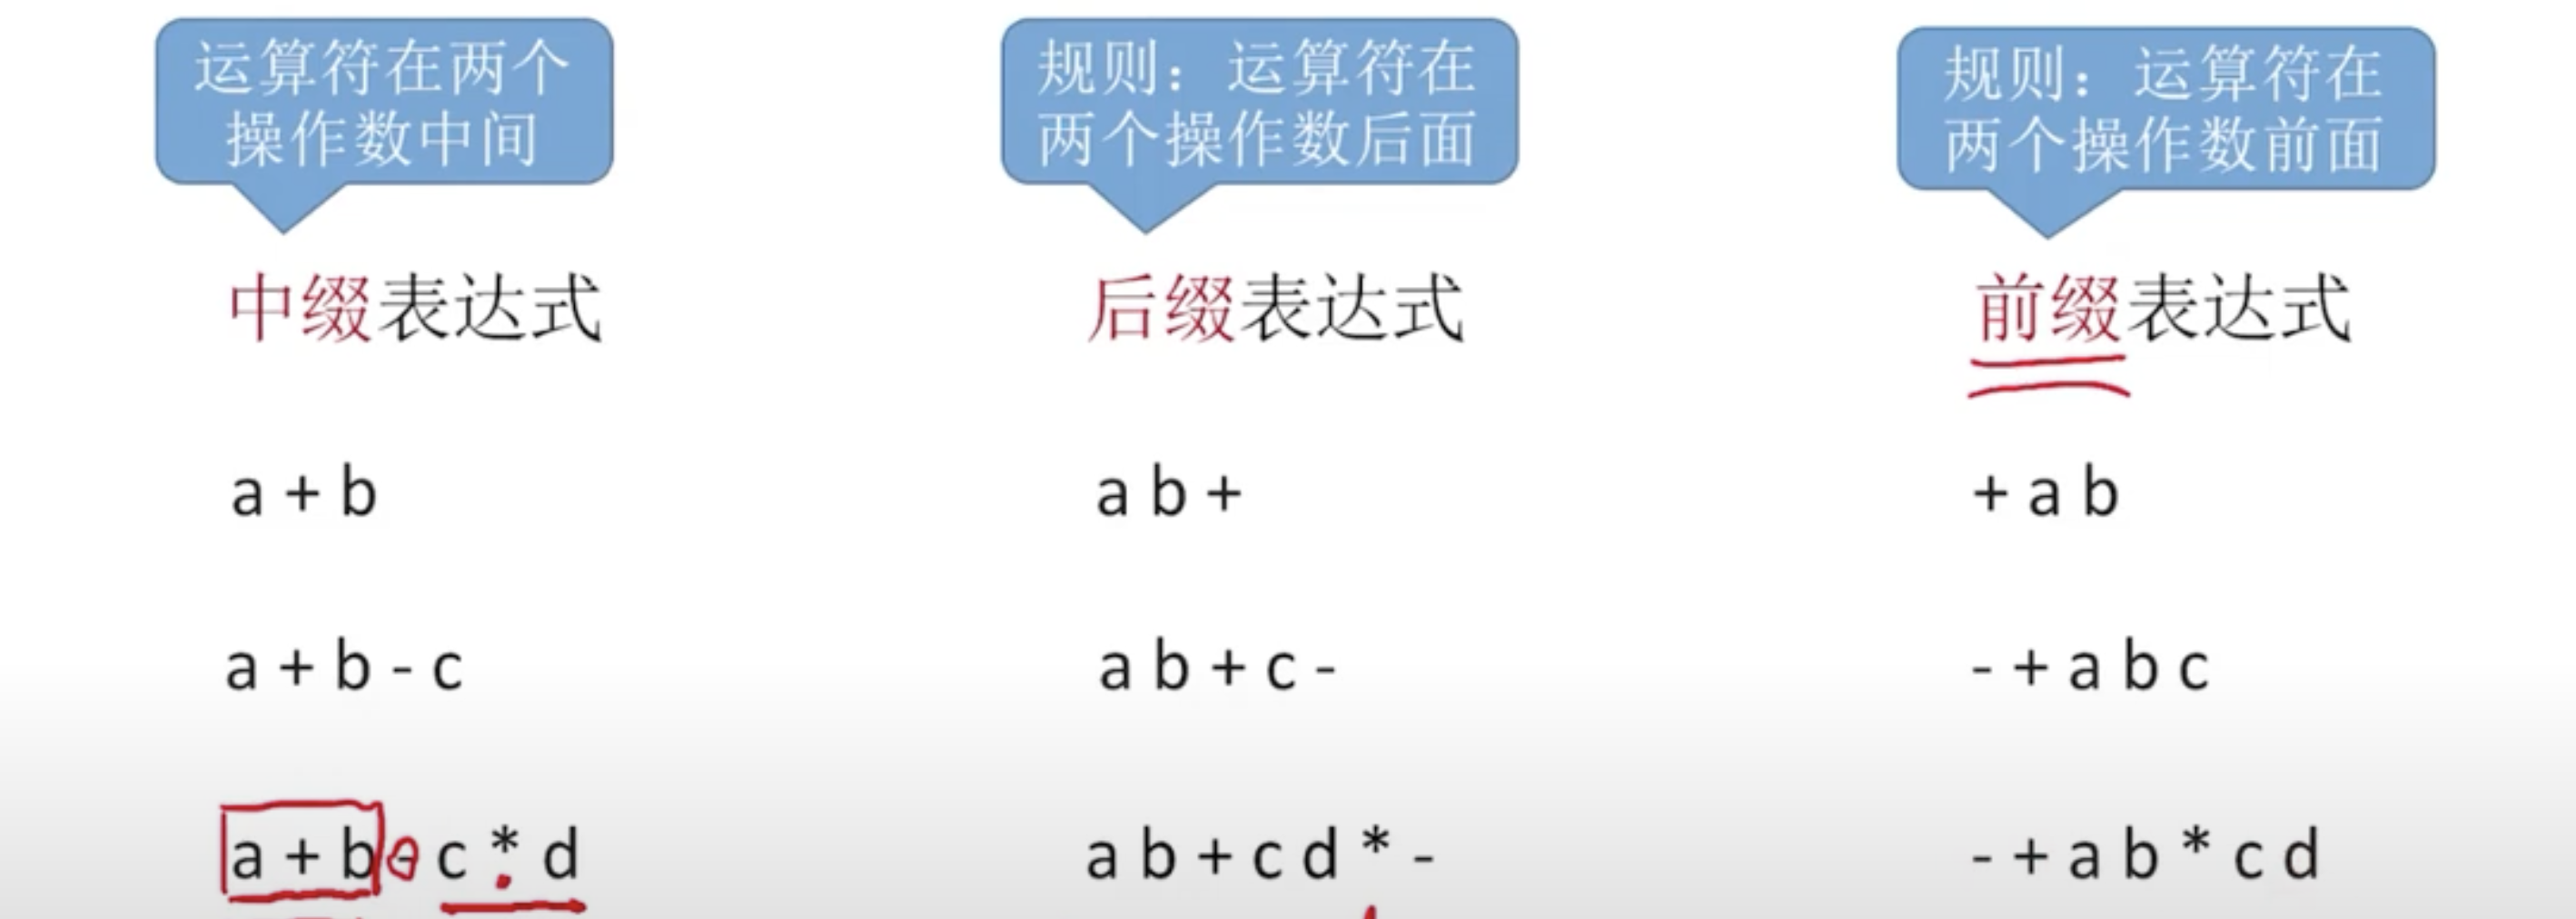 运算符在两个
操作数中间
规则：运算符在
两个操作数后面
规则：运算符在
两个操作数前面
中缀表达式
后缀表达式
前缀表达式
a + b
a b +
+ a b
a + b - c
a b + c -
- + a b c
a + b - c * d
a b + c d * -
- + a b * c d